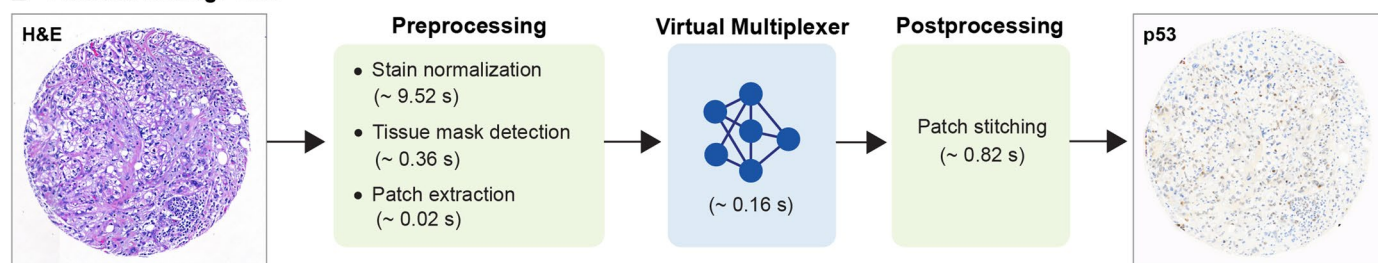 H&E
Preprocessing
• Stain normalization
(~ 9.52 s)
• Tissue mask detection
(~ 0.36 s)
• Patch extraction
(~ 0.02 s)
Virtual Multiplexer
(~ 0.16 s)
Postprocessing
Patch stitching
(~ 0.82 s)
p53